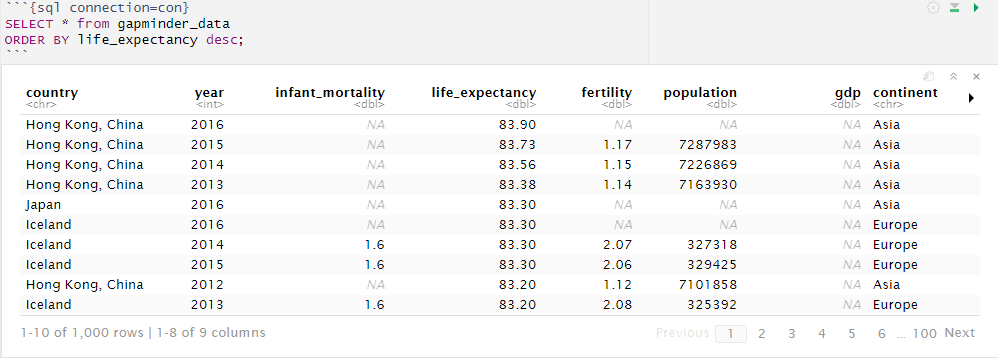 ```{sql connection=con}
SELECT * from gapminder_data
ORDER BY life_expectancy desc;
```
country year infant_mortality life_expectancy fertility population gdp continent
<chr> <int> <dbl> <dbl> <dbl> <dbl> <dbl> <chr>
Hong Kong, China 2016 NA 83.90 NA NA NA Asia
Hong Kong, China 2015 NA 83.73 1.17 7287983 NA Asia
Hong Kong, China 2014 NA 83.56 1.15 7226869 NA Asia
Hong Kong, China 2013 NA 83.38 1.14 7163930 NA Asia
Japan 2016 NA 83.30 NA NA NA Asia
Iceland 2016 NA 83.30 NA NA NA Europe
Iceland 2014 1.6 83.30 2.07 327318 NA Europe
Iceland 2015 1.6 83.30 2.06 329425 NA Europe
Hong Kong, China 2012 NA 83.20 1.12 7101858 NA Asia
Iceland 2013 1.6 83.20 2.08 325392 NA Europe
1-10 of 1,000 rows | 1-8 of 9 columns Previous 1 2 3 4 5 6 ... 100 Next